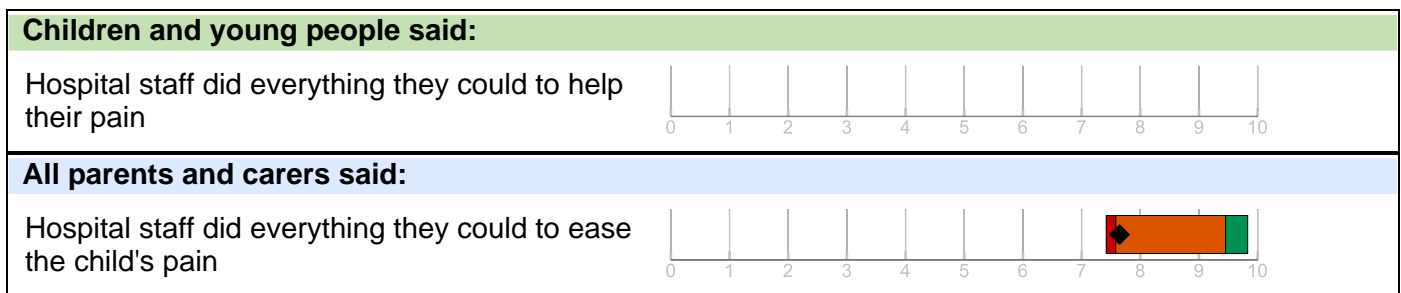 Children and young people said:
Hospital staff did everything they could to help
their pain
0 1 2 3 4 5 6 7 8 9 10
All parents and carers said:
Hospital staff did everything they could to ease
the child's pain
0 1 2 3 4 5 6 7 8 9 10